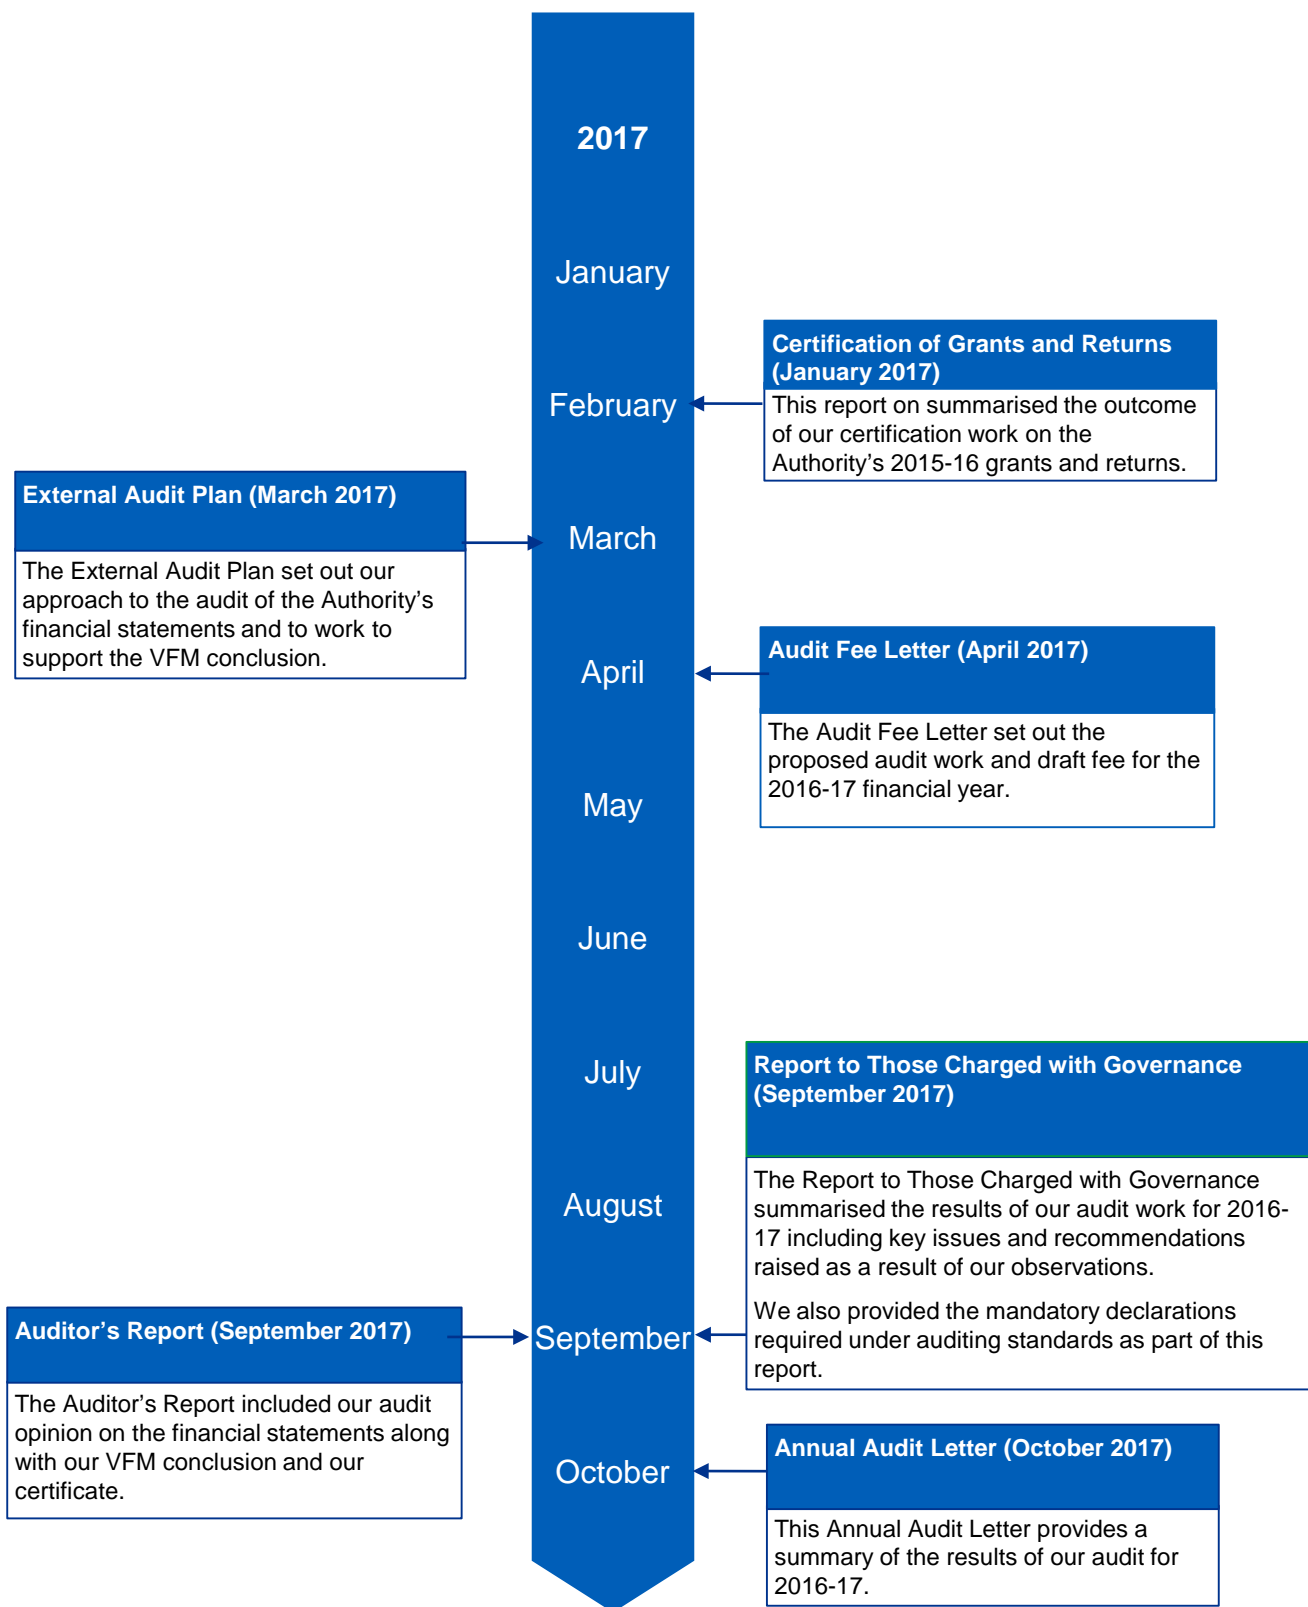 2017
January
Certification of Grants and Returns
(January 2017)
This report on summarised the outcome
of our certification work on the
Authority’s 2015-16 grants and returns.
February
External Audit Plan (March 2017)
The External Audit Plan set out our
approach to the audit of the Authority’s
financial statements and to work to
support the VFM conclusion.
March
Audit Fee Letter (April 2017)
The Audit Fee Letter set out the
proposed audit work and draft fee for the
2016-17 financial year.
April
May
June
July
Report to Those Charged with Governance
(September 2017)
The Report to Those Charged with Governance
summarised the results of our audit work for 2016-
17 including key issues and recommendations
raised as a result of our observations.
We also provided the mandatory declarations
required under auditing standards as part of this
report.
August
Auditor’s Report (September 2017)
The Auditor’s Report included our audit
opinion on the financial statements along
with our VFM conclusion and our
certificate.
September
October
Annual Audit Letter (October 2017)
This Annual Audit Letter provides a
summary of the results of our audit for
2016-17.